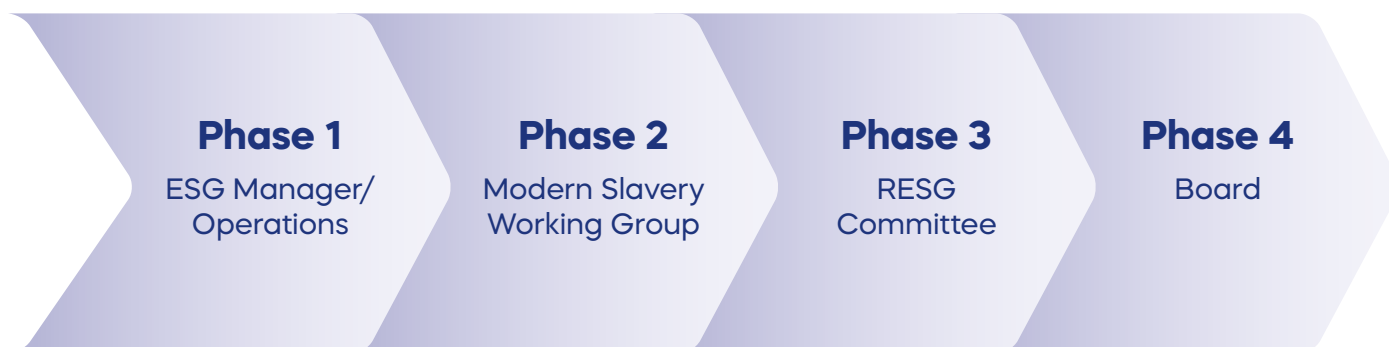 Phase 1
ESG Manager/
Operations
Phase 2
Modern Slavery
Working Group
Phase 3
RESG
Committee
Phase 4
Board